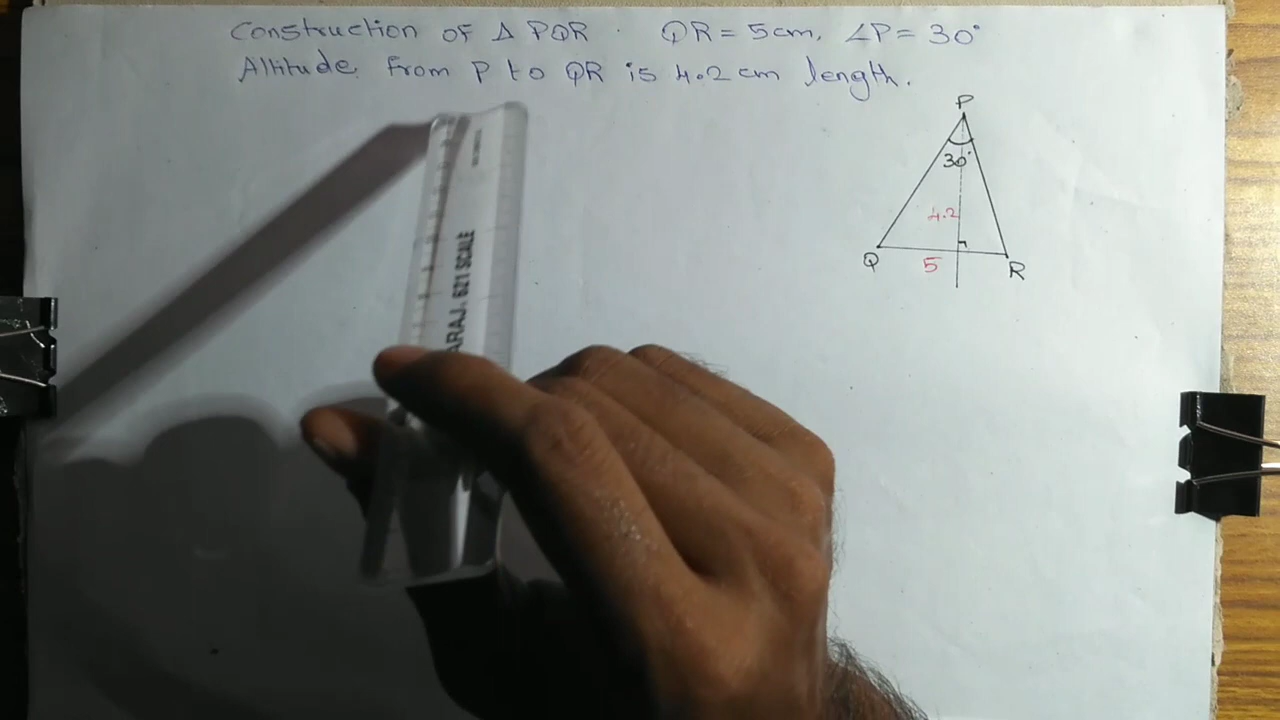 Construction of Δ PQR . QR = 5cm, ∠P = 30°
Altitude from P to QR is 4.2 cm length.
P
30°
4.2
Q
5
R
ARAJ. 621 SCALE